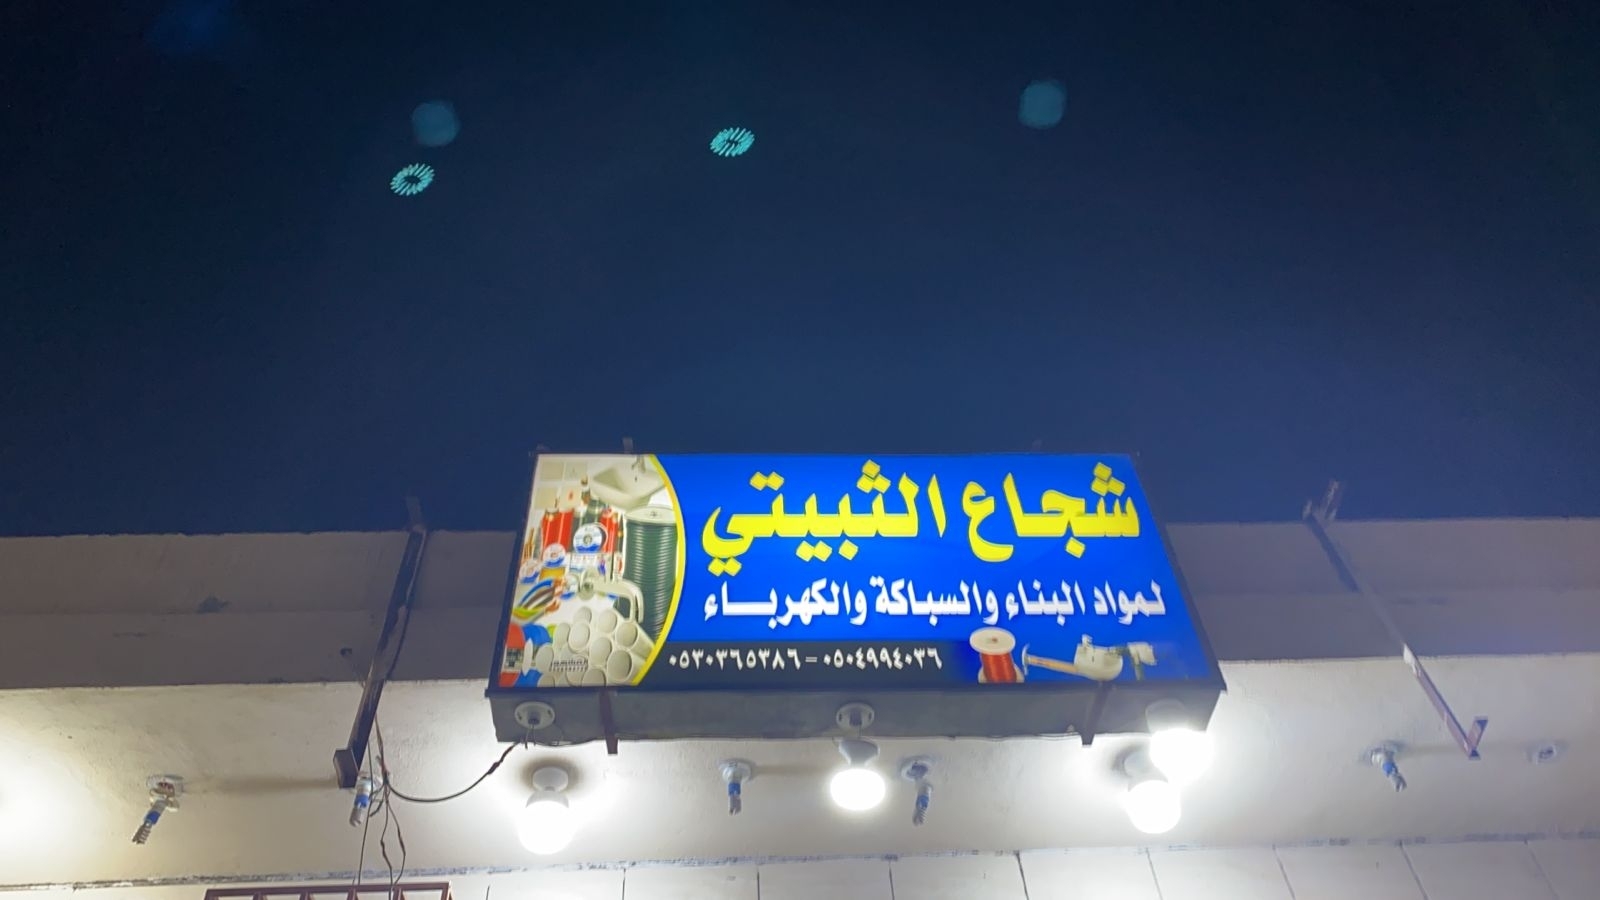 شجاع الثبيتي
لمواد البناء والسباكة والكهرباء
٠٥٠٤٩٩٤٠٣٦ - ٠٥٣٠٣٦٥٣٨٦